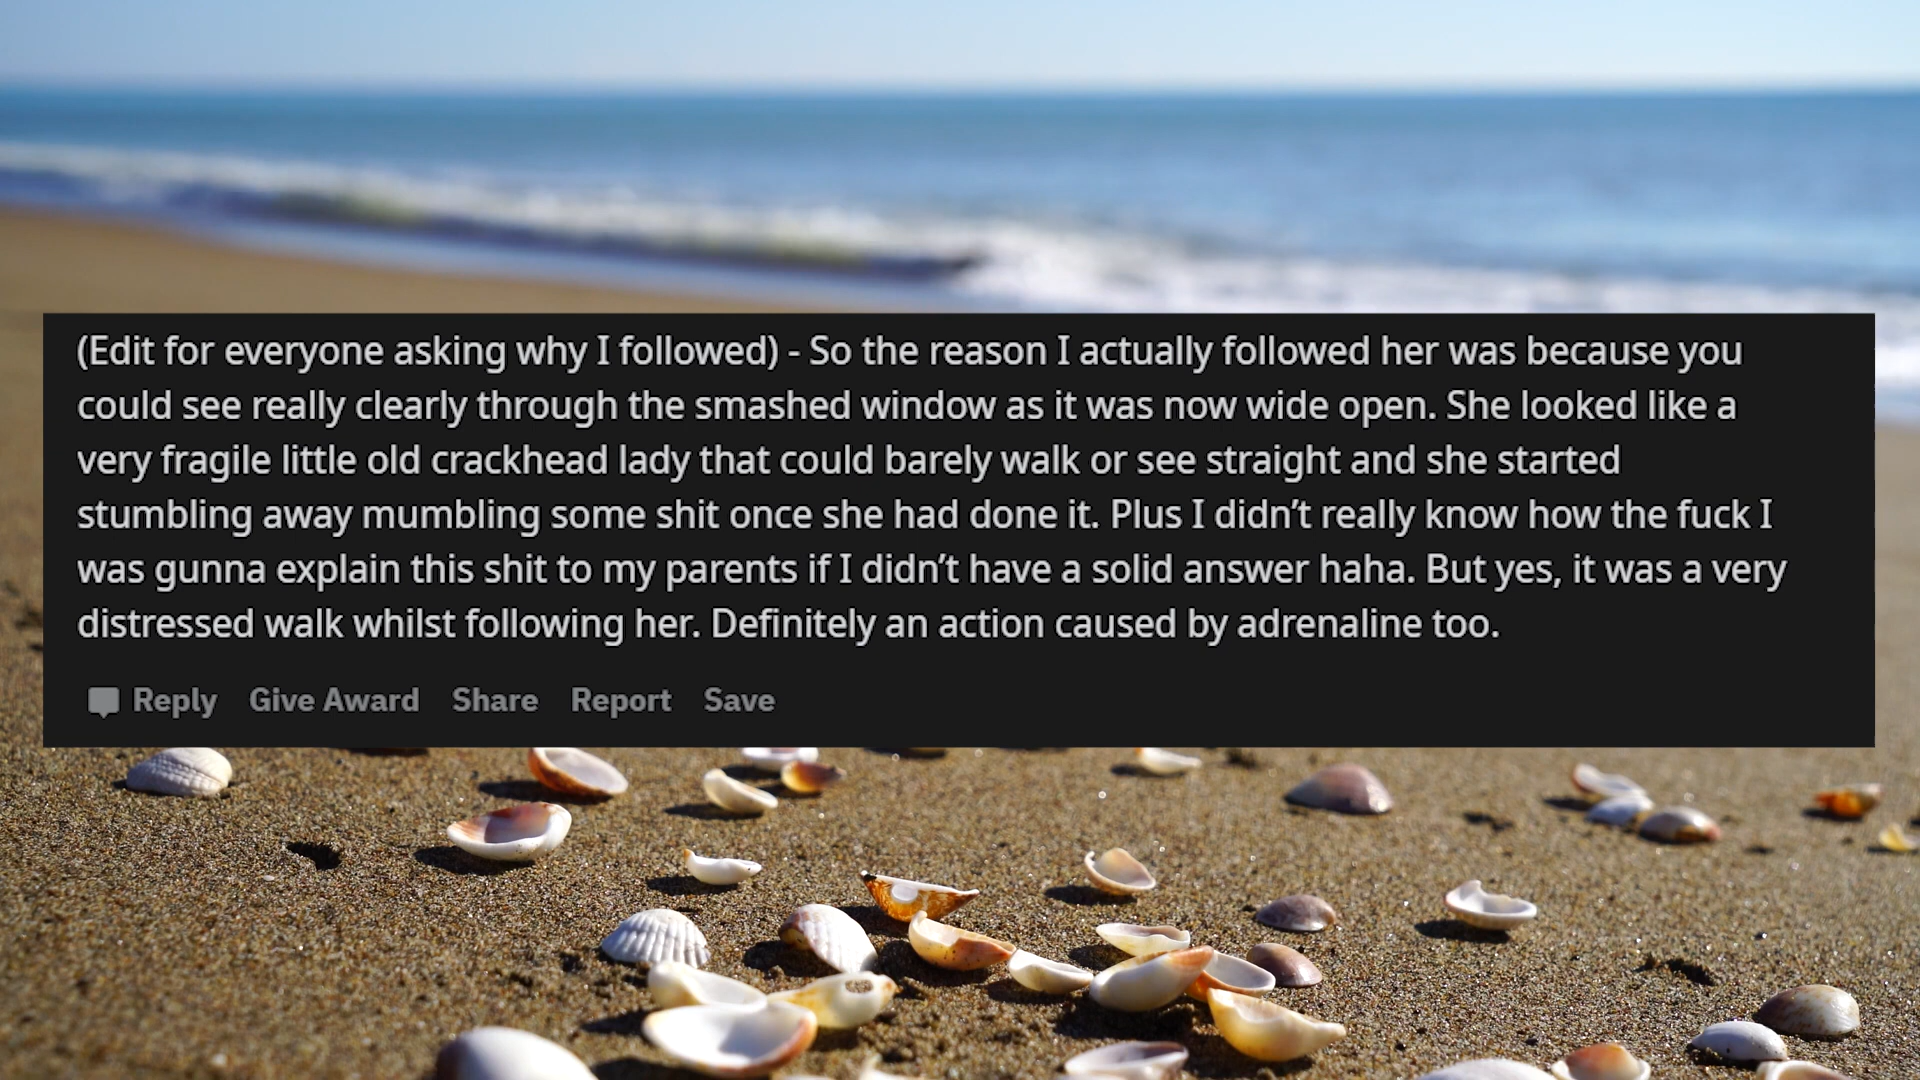 (Edit for everyone asking why I followed) - So the reason I actually followed her was because you
could see really clearly through the smashed window as it was now wide open. She looked like a
very fragile little old crackhead lady that could barely walk or see straight and she started
stumbling away mumbling some shit once she had done it. Plus I didn’t really know how the fuck I
was gunna explain this shit to my parents if I didn’t have a solid answer haha. But yes, it was a very
distressed walk whilst following her. Definitely an action caused by adrenaline too.
Reply Give Award Share Report Save